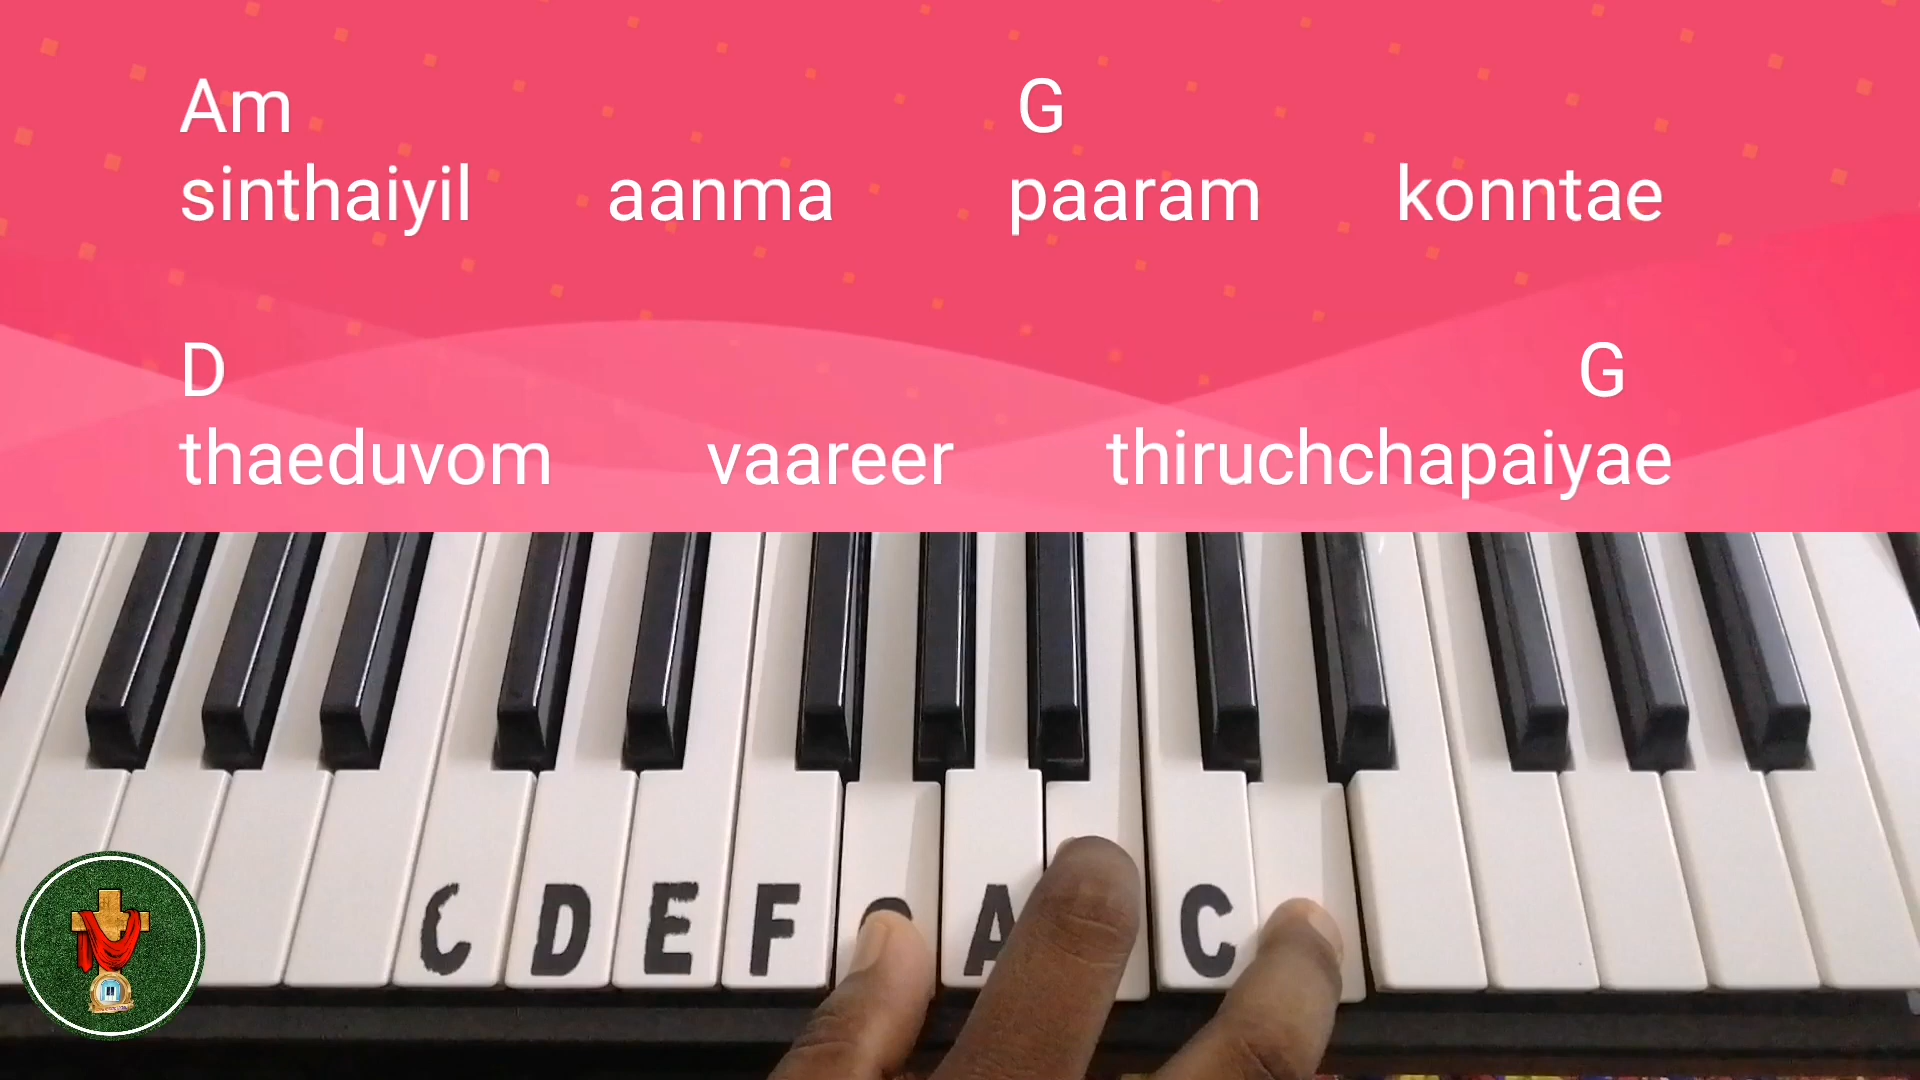 Am G
sinthaiyil aanma paaram konntae
D G
thaeduvom vaareer thiruchchapaiyae
C D E F A C